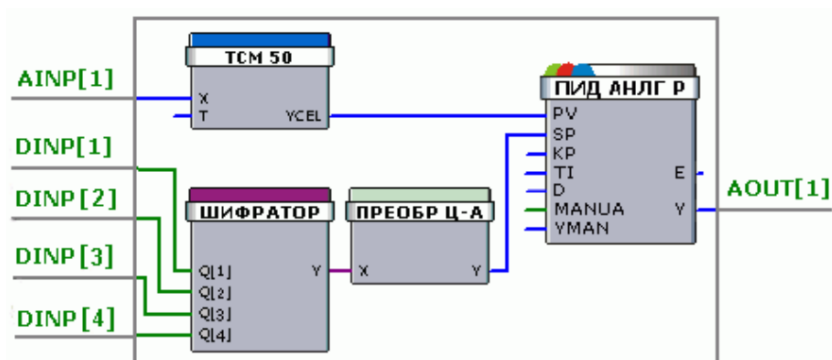 AINP[1]
DINP[1]
DINP[2]
DINP[3]
DINP[4]
ТСМ 50
X
T YCEL
ШИФРАТОР
Q[1] Y
Q[2]
Q[3]
Q[4]
ПРЕОБР Ц-А
X Y
ПИД АНЛГ Р
PV
SP
KP
TI E
D
MANUA Y
YMAN
AOUT[1]